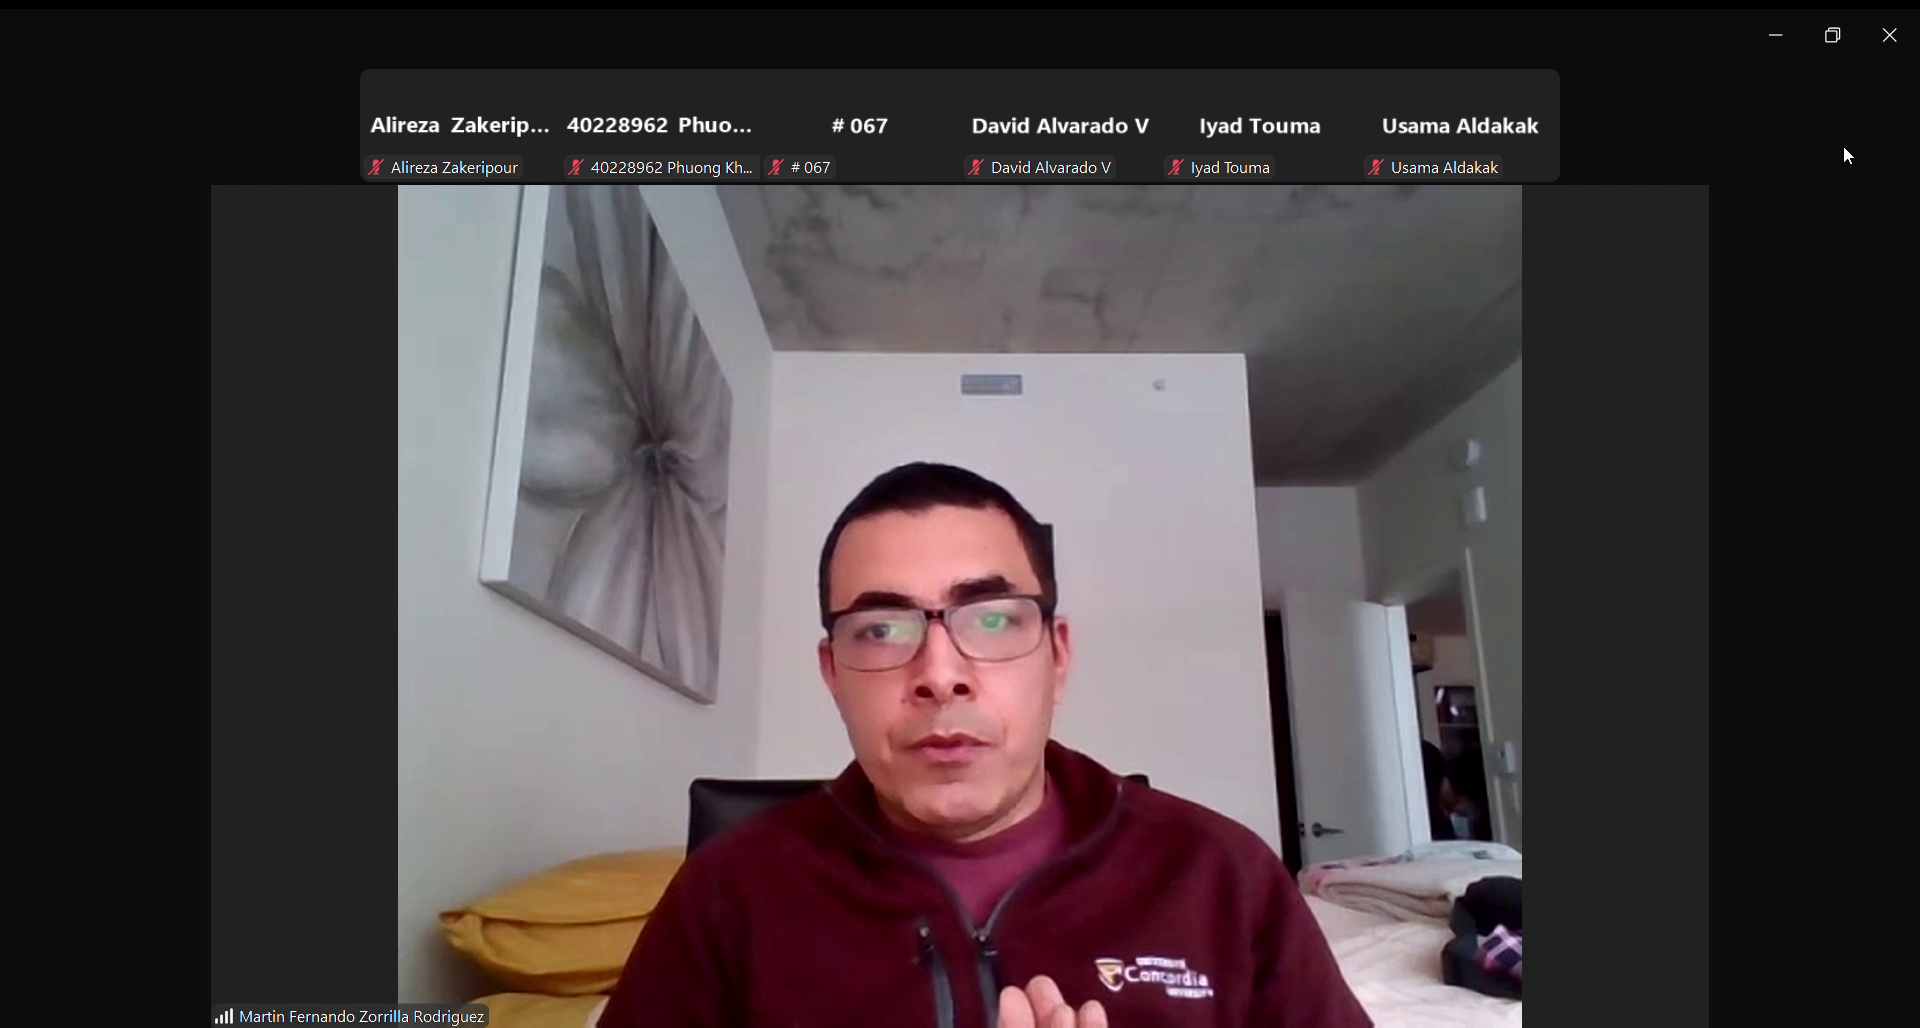 Alireza Zakerip...
40228962 Phuo...
# 067
David Alvarado V
Iyad Touma
Usama Aldakak
Alireza Zakeripour
40228962 Phuong Kh...
# 067
David Alvarado V
Iyad Touma
Usama Aldakak
Concordia
Martin Fernando Zorrilla Rodriguez